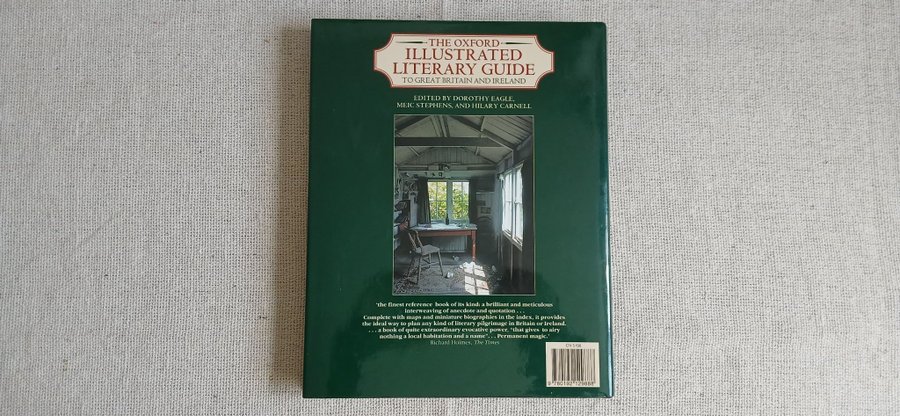 THE OXFORD
ILLUSTRATED
LITERARY GUIDE
TO GREAT BRITAIN AND IRELAND
EDITED BY DOROTHY EAGLE,
MEIC STEPHENS, AND HILARY CARNELL
'the finest reference book of its kind: a brilliant and meticulous
interweaving of anecdote and quotation . . .
Complete with maps and miniature biographies in the index, it provides
the ideal way to plan any kind of literary pilgrimage in Britain or Ireland.
. . . a book of quite extraordinary evocative power, "that gives to airy
nothing a local habitation and a name" . . . Permanent magic.'
Richard Holmes, The Times
9 780192 129888